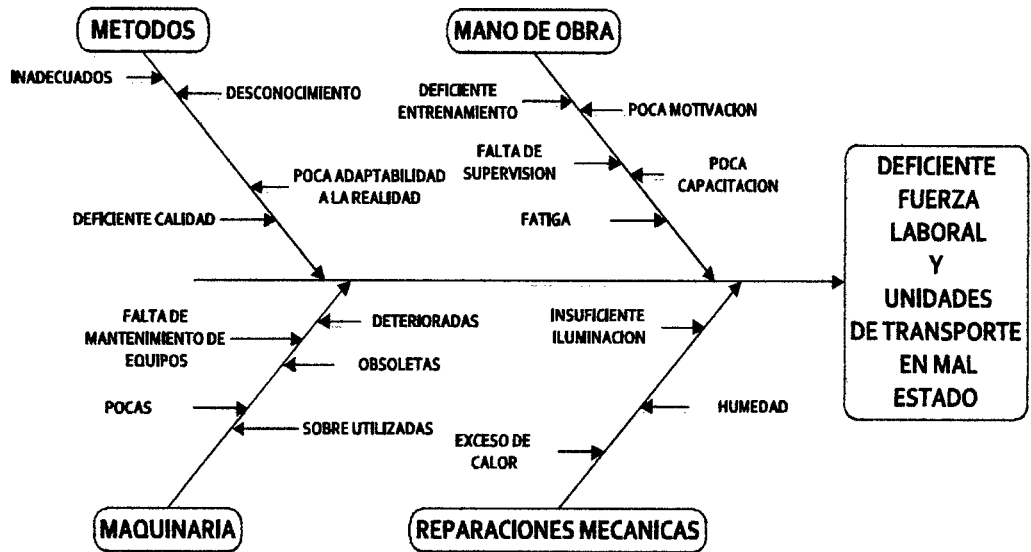 METODOS
INADECUADOS
DESCONOCIMIENTO
POCA ADAPTABILIDAD
A LA REALIDAD
DEFICIENTE CALIDAD
MANO DE OBRA
DEFICIENTE
ENTRENAMIENTO
POCA MOTIVACION
FALTA DE
SUPERVISION
POCA
CAPACITACION
FATIGA
DEFICIENTE
FUERZA
LABORAL
Y
UNIDADES
DE TRANSPORTE
EN MAL
ESTADO
FALTA DE
MANTENIMIENTO DE
EQUIPOS
DETERIORADAS
OBSOLETAS
POCAS
SOBRE UTILIZADAS
MAQUINARIA
INSUFICIENTE
ILUMINACION
HUMEDAD
EXCESO DE
CALOR
REPARACIONES MECANICAS